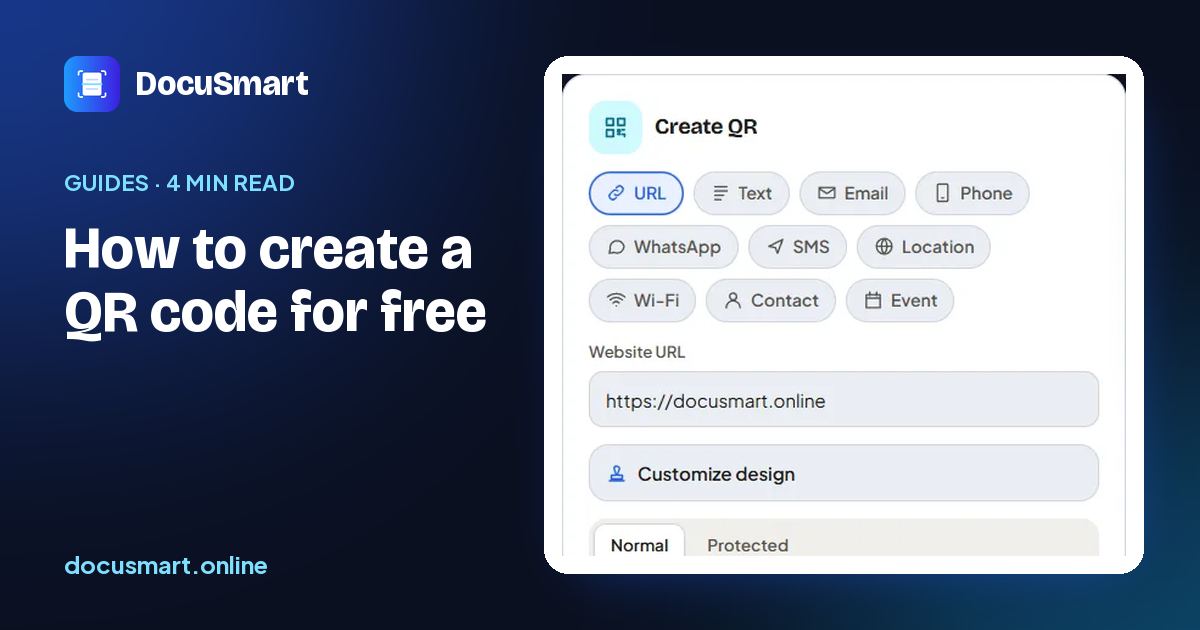 DocuSmart
GUIDES · 4 MIN READ
How to create a
QR code for free
docusmart.online
Create QR
URL Text Email Phone
WhatsApp SMS Location
Wi-Fi Contact Event
Website URL
https://docusmart.online
Customize design
Normal Protected